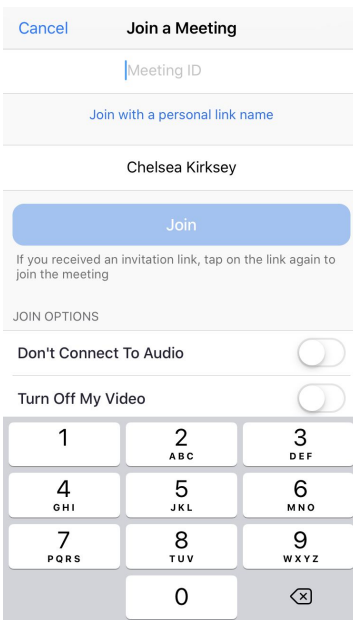 Cancel Join a Meeting
Meeting ID
Join with a personal link name
Chelsea Kirksey
Join
If you received an invitation link, tap on the link again to
join the meeting
JOIN OPTIONS
Don't Connect To Audio
Turn Off My Video
1 2 3
ABC DEF
4 5 6
GHI JKL MNO
7 8 9
PQRS TUV WXYZ
0